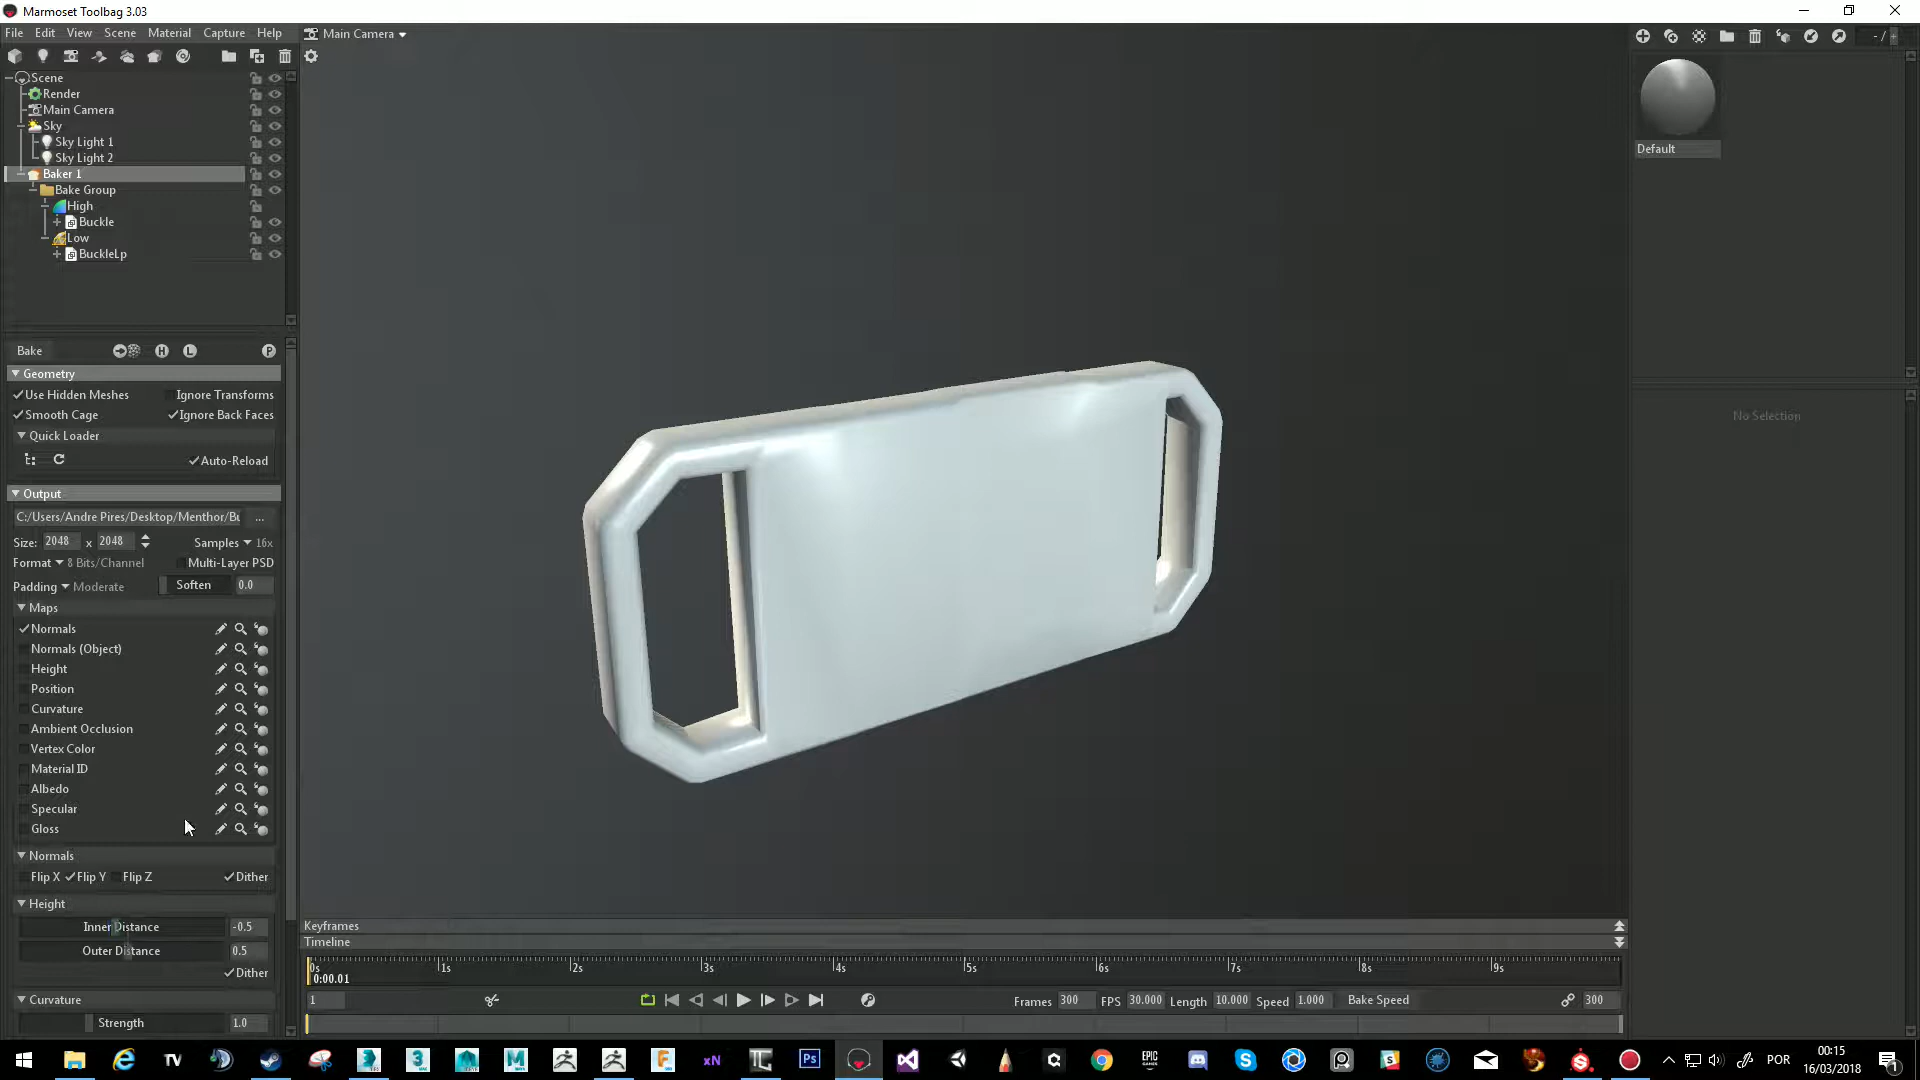 Marmoset Toolbag 3.03
File Edit View Scene Material Capture Help
Main Camera
- / +
Scene
Render
Main Camera
Sky
Sky Light 1
Sky Light 2
Baker 1
Bake Group
High
Buckle
Low
BuckleLp
Default
No Selection
Bake H L P
Geometry
Use Hidden Meshes Ignore Transforms
Smooth Cage Ignore Back Faces
Quick Loader
Auto-Reload
Output
C:/Users/Andre Pires/Desktop/Menthor/Bu ...
Size: 2048 x 2048 Samples 16x
Format 8 Bits/Channel Multi-Layer PSD
Padding Moderate Soften 0.0
Maps
Normals
Normals (Object)
Height
Position
Curvature
Ambient Occlusion
Vertex Color
Material ID
Albedo
Specular
Gloss
Normals
Flip X Flip Y Flip Z Dither
Height
Inner Distance -0.5
Outer Distance 0.5
Dither
Curvature
Strength 1.0
Keyframes
Timeline
0s 1s 2s 3s 4s 5s 6s 7s 8s 9s
0:00.01
1 Frames 300 FPS 30.000 Length 10.000 Speed 1.000 Bake Speed 300
TV 3 M F xN Ps EPIC GAMES S POR
00:15
16/03/2018
1